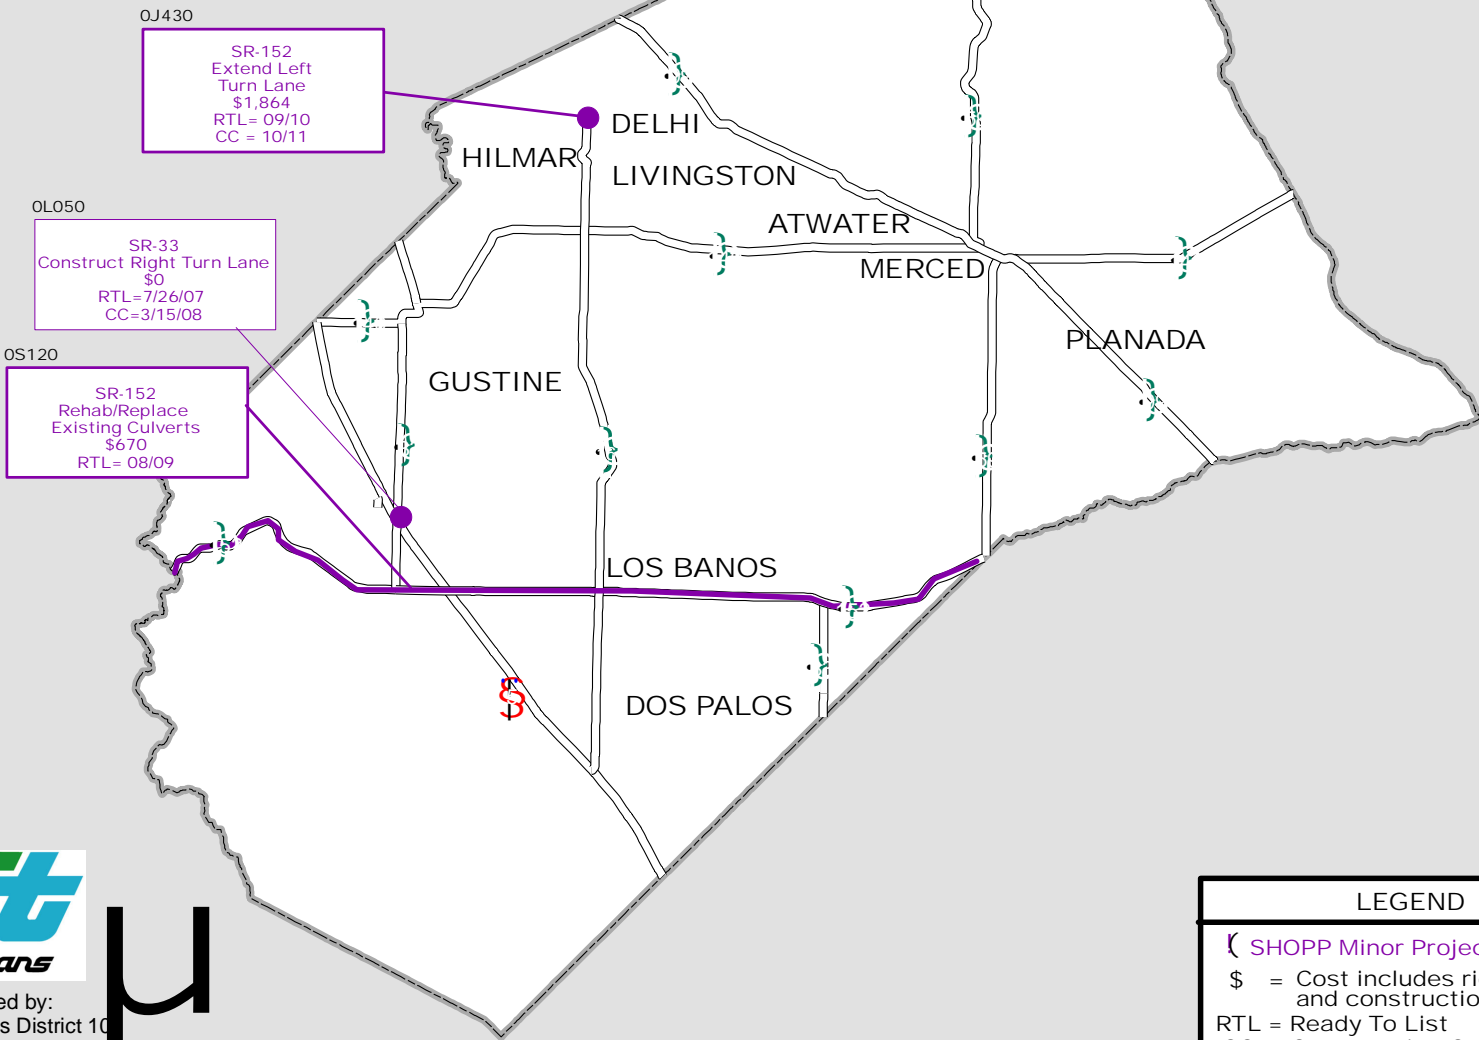 0J430
SR-152
Extend Left
Turn Lane
$1,864
RTL= 09/10
CC = 10/11
DELHI
HILMAR
LIVINGSTON
0L050
SR-33
Construct Right Turn Lane
$0
RTL=7/26/07
CC=3/15/08
ATWATER
MERCED
PLANADA
0S120
SR-152
Rehab/Replace
Existing Culverts
$670
RTL= 08/09
GUSTINE
LOS BANOS
DOS PALOS
LEGEND
SHOPP Minor Projec
$ = Cost includes ri
and constructio
RTL = Ready To List
ans
ed by:
s District 10
µ